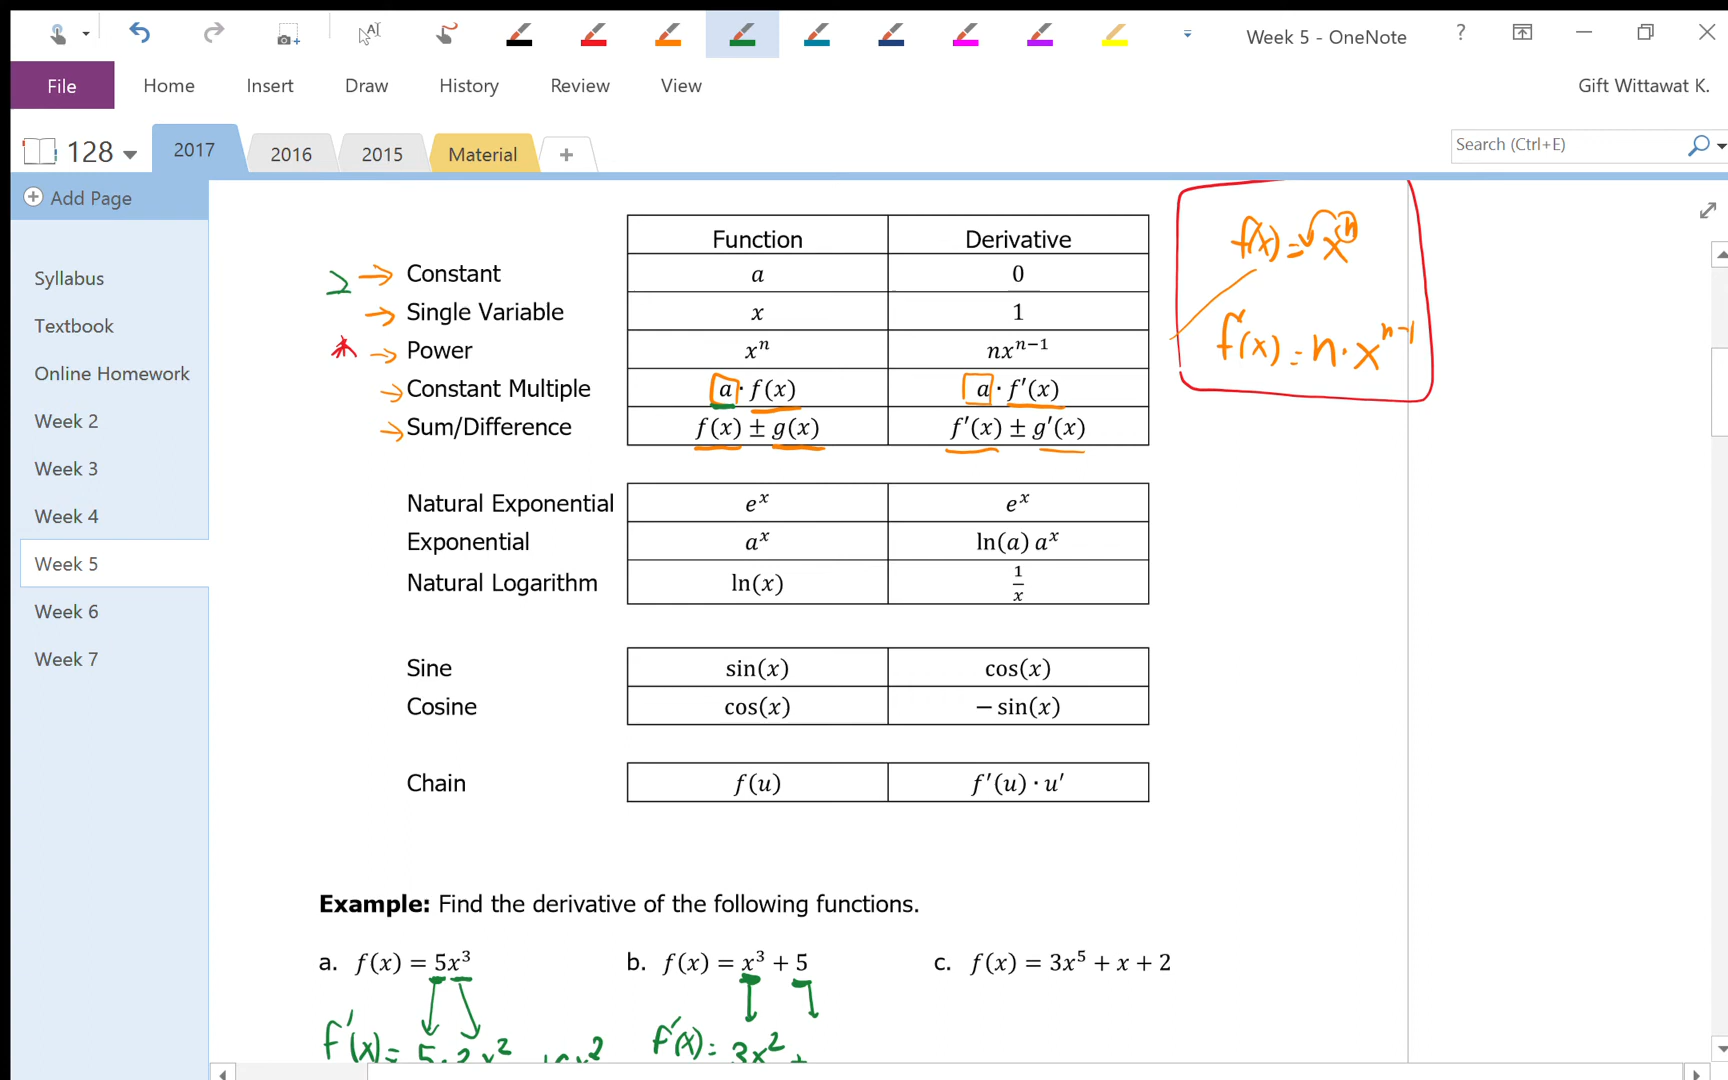 Week 5 - OneNote
?
File Home Insert Draw History Review View
Gift Wittawat K.
128 2017 2016 2015 Material +
Search (Ctrl+E)
Add Page
Syllabus
Textbook
Online Homework
Week 2
Week 3
Week 4
Week 5
Week 6
Week 7
Function Derivative
Constant a 0
Single Variable x 1
Power xⁿ nxⁿ⁻¹
Constant Multiple a · f(x) a · f′(x)
Sum/Difference f(x) ± g(x) f′(x) ± g′(x)
f(x) = xⁿ
f′(x) = n · xⁿ⁻¹
Natural Exponential eˣ eˣ
Exponential aˣ ln(a) aˣ
Natural Logarithm ln(x) 1/x
Sine sin(x) cos(x)
Cosine cos(x) − sin(x)
Chain f(u) f′(u) · u′
Example: Find the derivative of the following functions.
a. f(x) = 5x³ b. f(x) = x³ + 5 c. f(x) = 3x⁵ + x + 2
f′(x) = 5 · 3x² f′(x) = 3x² +